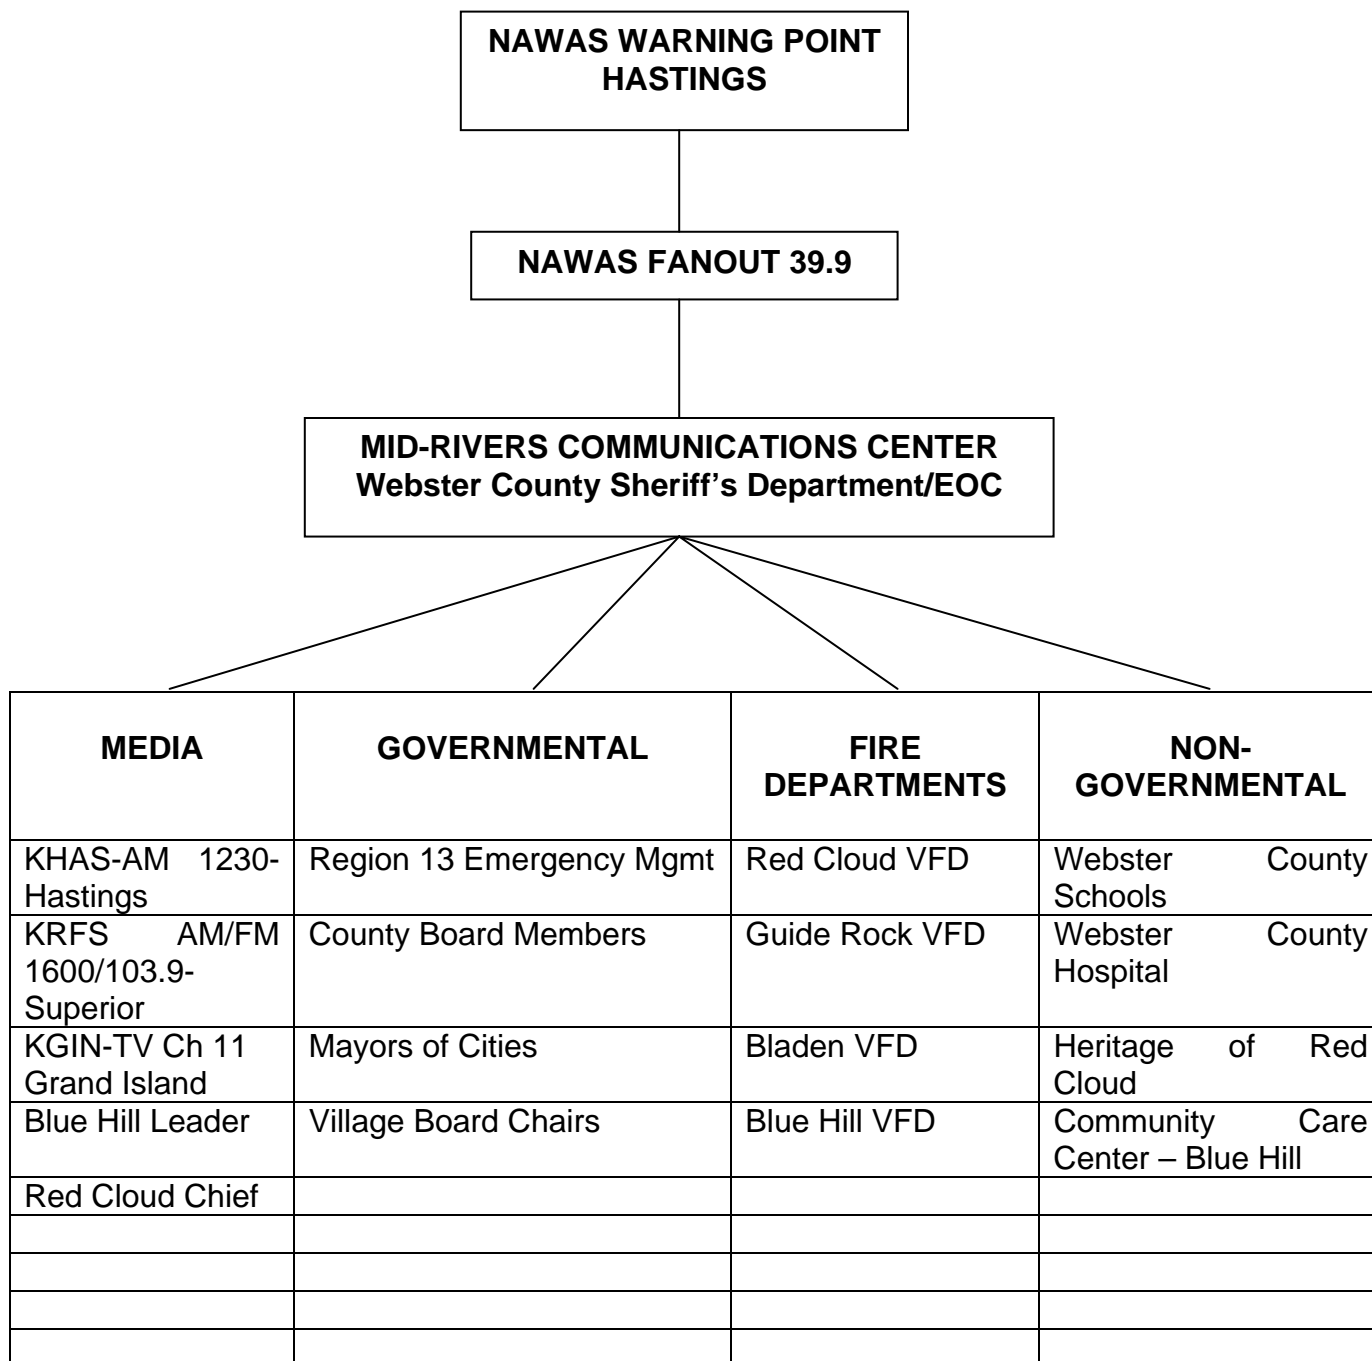 NAWAS WARNING POINT
HASTINGS
NAWAS FANOUT 39.9
MID-RIVERS COMMUNICATIONS CENTER
Webster County Sheriff’s Department/EOC
MEDIA
GOVERNMENTAL
FIRE
DEPARTMENTS
NON-
GOVERNMENTAL
KHAS-AM 1230-
Hastings
Region 13 Emergency Mgmt
Red Cloud VFD
Webster County
Schools
KRFS AM/FM
1600/103.9-
Superior
County Board Members
Guide Rock VFD
Webster County
Hospital
KGIN-TV Ch 11
Grand Island
Mayors of Cities
Bladen VFD
Heritage of Red
Cloud
Blue Hill Leader
Village Board Chairs
Blue Hill VFD
Community Care
Center – Blue Hill
Red Cloud Chief